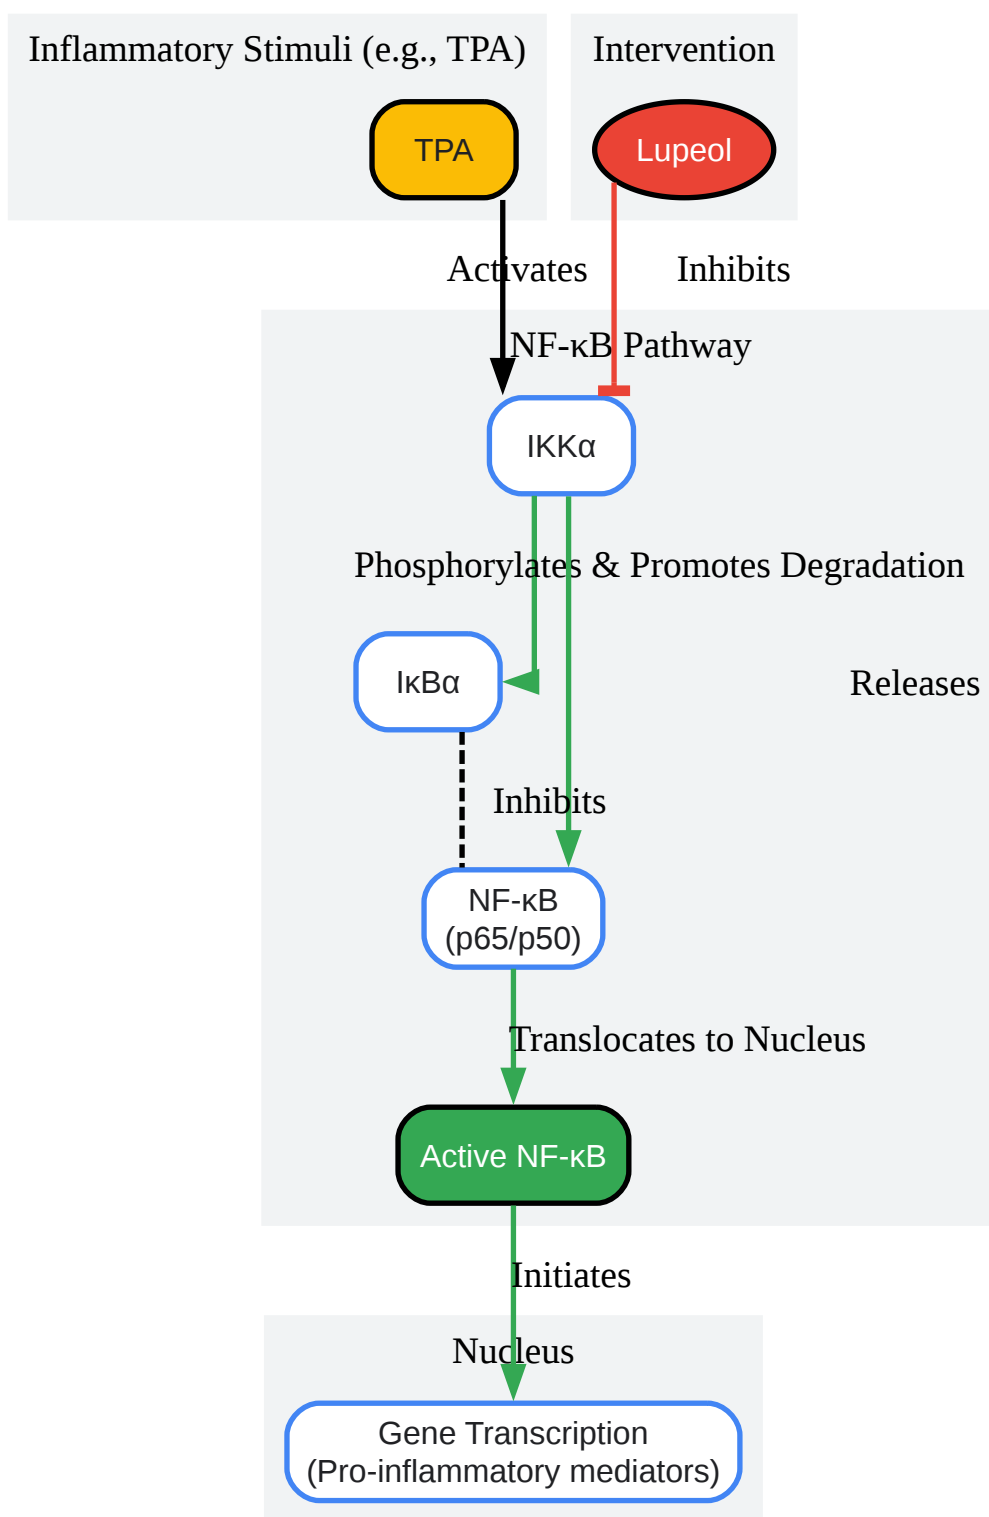 Inflammatory Stimuli (e.g., TPA)
Intervention
TPA
Lupeol
Activates
Inhibits
NF-κB Pathway
IKKα
Phosphorylates & Promotes Degradation
IκBα
Releases
Inhibits
NF-κB
(p65/p50)
Translocates to Nucleus
Active NF-κB
Initiates
Nucleus
Gene Transcription
(Pro-inflammatory mediators)